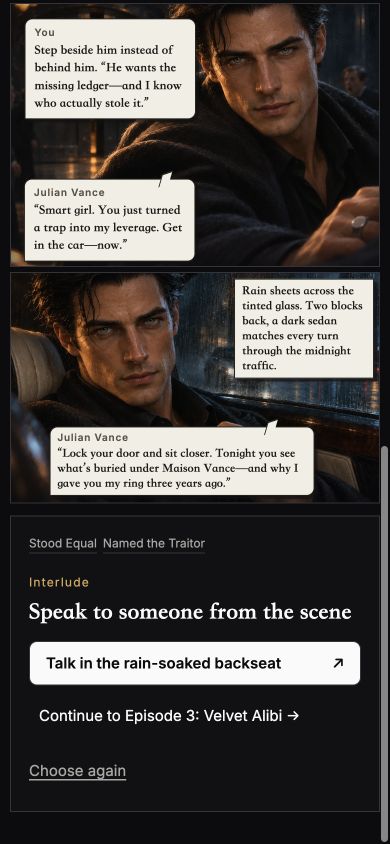 You
Step beside him instead of
behind him. “He wants the
missing ledger—and I know
who actually stole it.”
Julian Vance
“Smart girl. You just turned
a trap into my leverage. Get
in the car—now.”
Rain sheets across the
tinted glass. Two blocks
back, a dark sedan
matches every turn
through the midnight
traffic.
Julian Vance
“Lock your door and sit closer. Tonight you see
what’s buried under Maison Vance—and why I
gave you my ring three years ago.”
Stood Equal Named the Traitor
Interlude
Speak to someone from the scene
Talk in the rain-soaked backseat ↗
Continue to Episode 3: Velvet Alibi →
Choose again